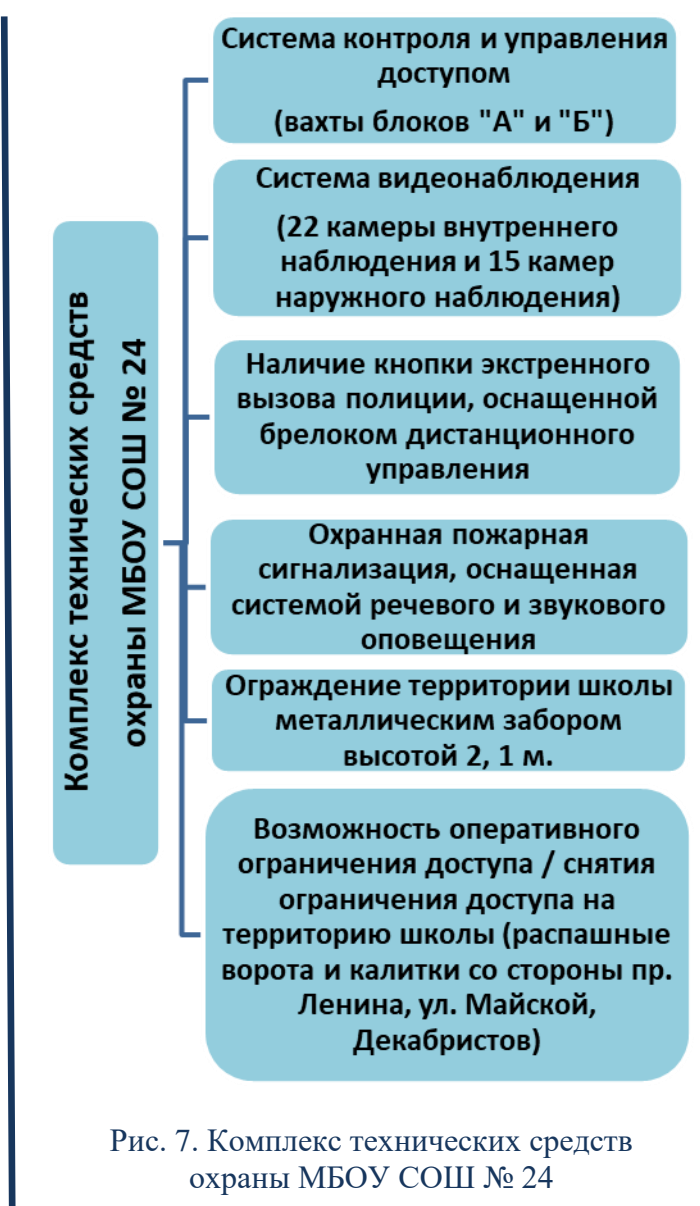 Комплекс технических средств
охраны МБОУ СОШ № 24
Система контроля и управления
доступом
(вахты блоков "А" и "Б")
Система видеонаблюдения
(22 камеры внутреннего
наблюдения и 15 камер
наружного наблюдения)
Наличие кнопки экстренного
вызова полиции, оснащенной
брелоком дистанционного
управления
Охранная пожарная
сигнализация, оснащенная
системой речевого и звукового
оповещения
Ограждение территории школы
металлическим забором
высотой 2, 1 м.
Возможность оперативного
ограничения доступа / снятия
ограничения доступа на
территорию школы (распашные
ворота и калитки со стороны пр.
Ленина, ул. Майской,
Декабристов)
Рис. 7. Комплекс технических средств
охраны МБОУ СОШ № 24